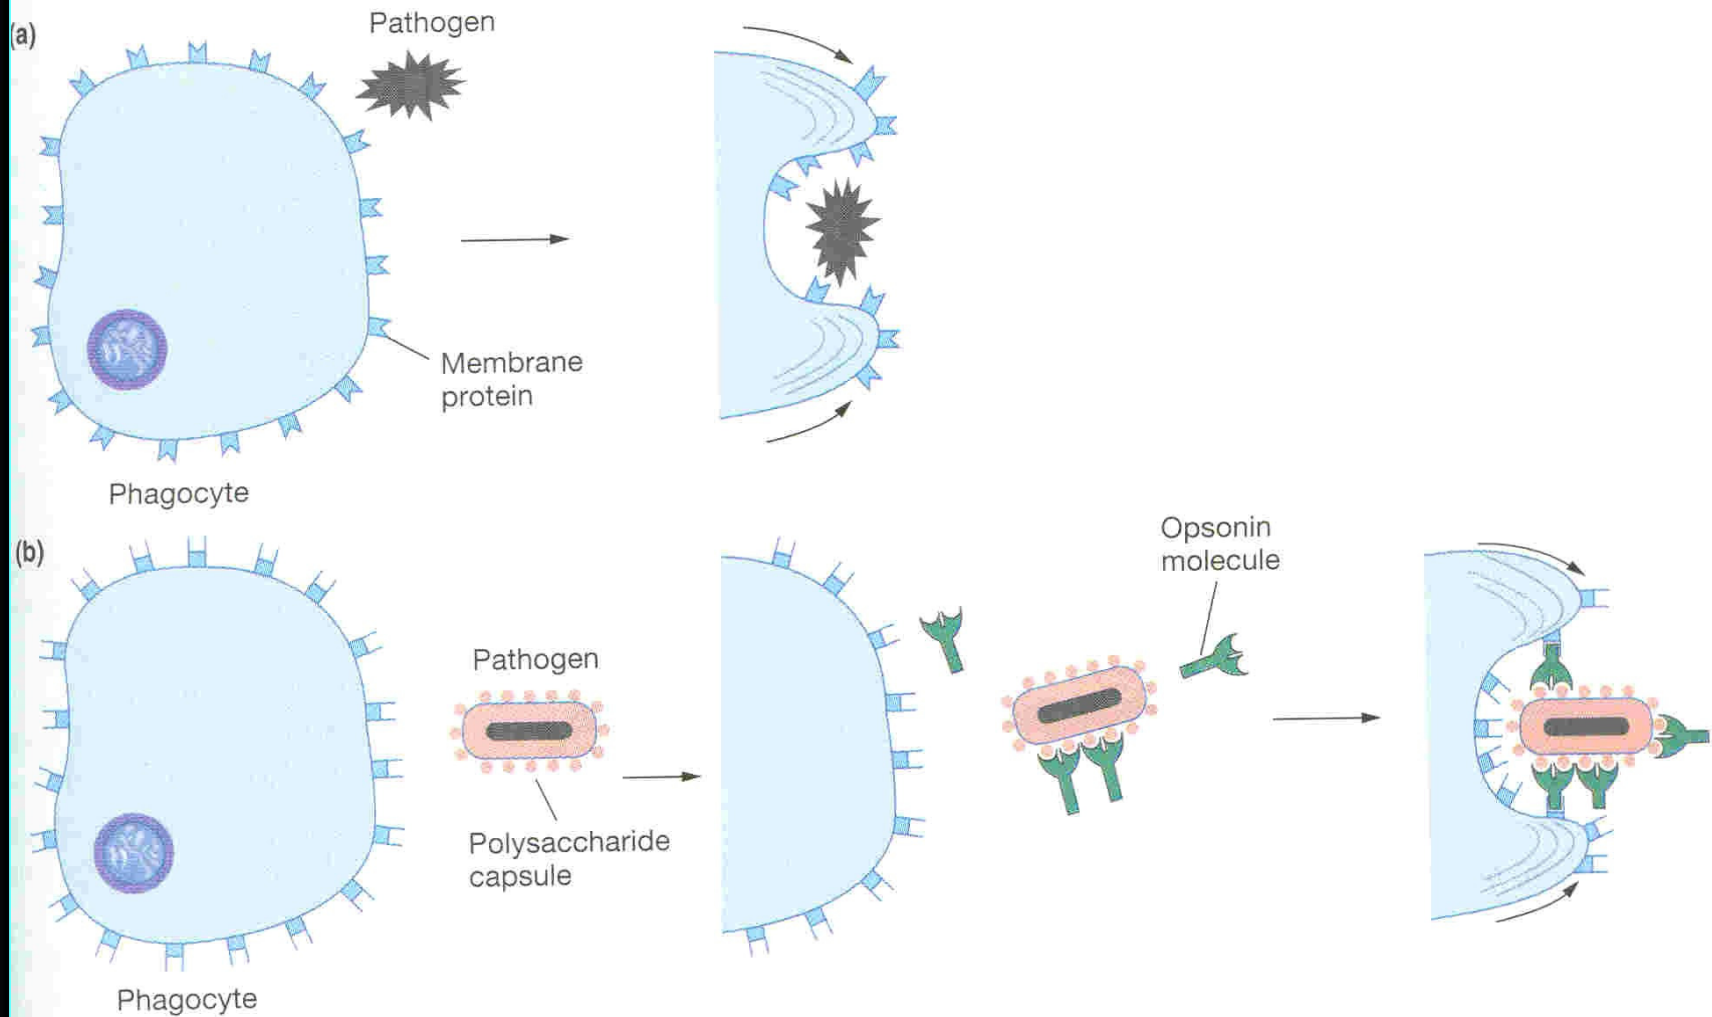 (a)
Pathogen
Membrane
protein
Phagocyte
(b)
Opsonin
molecule
Pathogen
Polysaccharide
capsule
Phagocyte